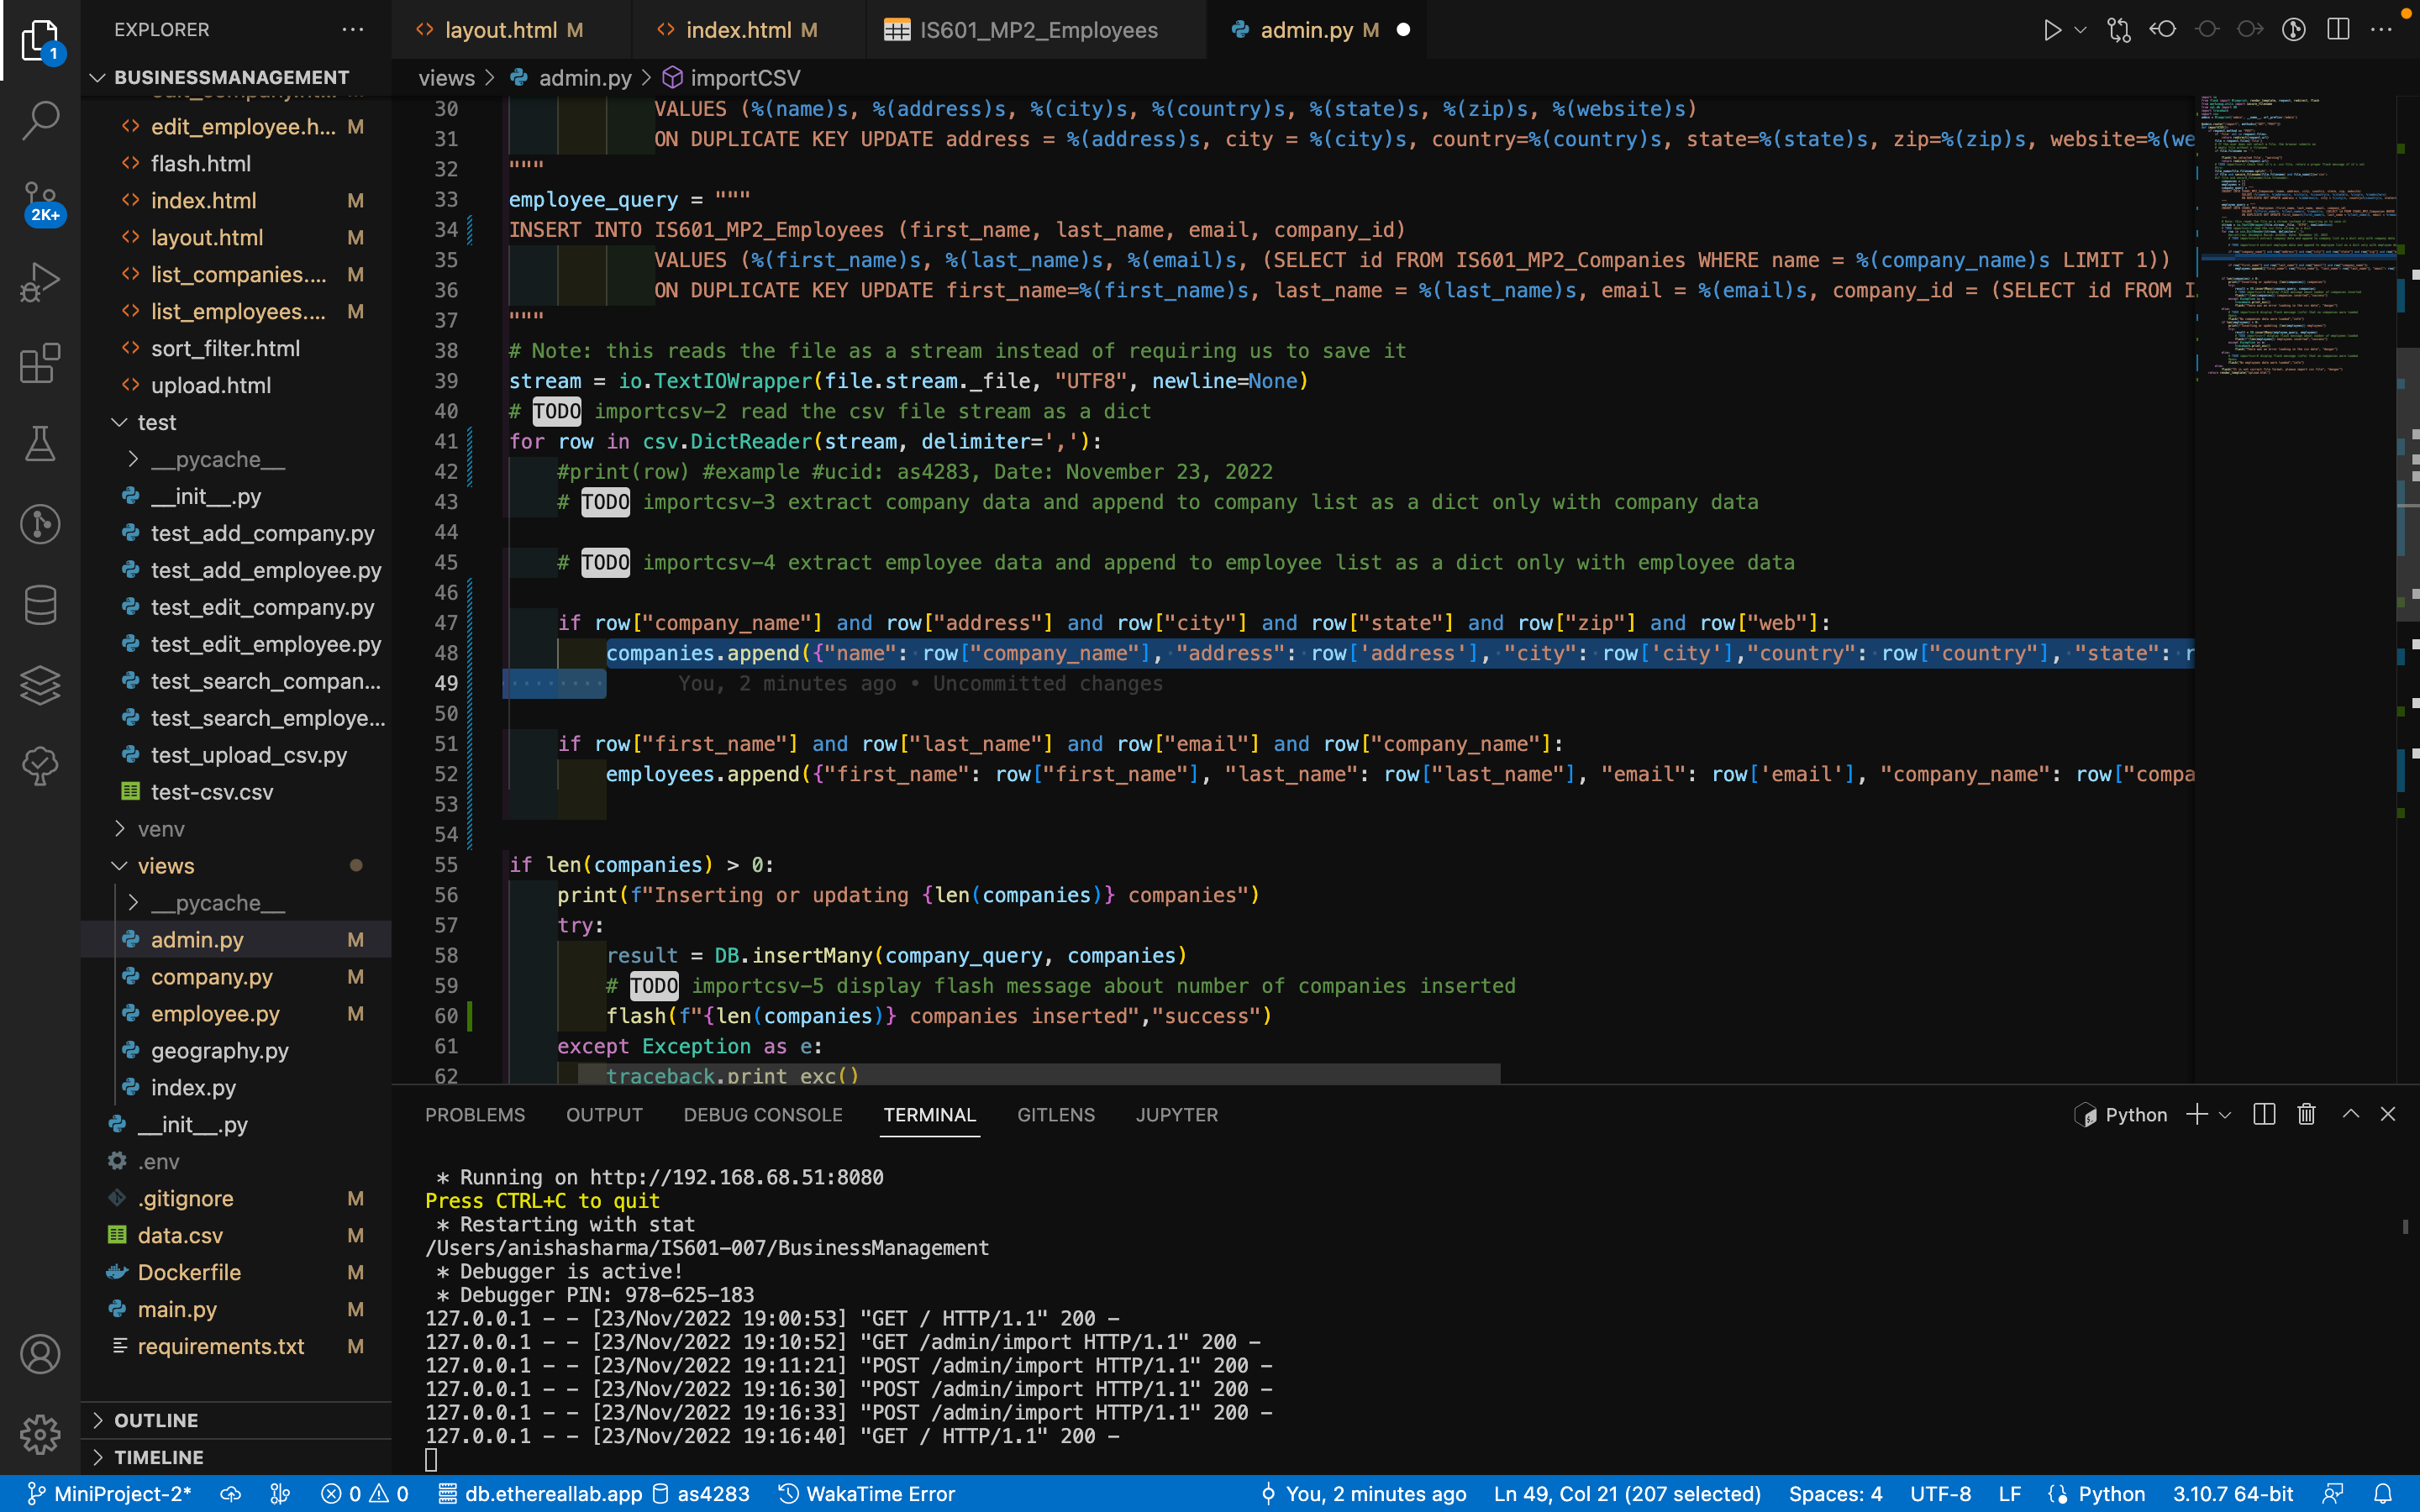 EXPLORER
layout.html M
index.html M
IS601_MP2_Employees
admin.py M
1
BUSINESSMANAGEMENT
views > admin.py > importCSV
edit_employee.h... M
flash.html
index.html M
layout.html M
list_companies.... M
list_employees.... M
sort_filter.html
upload.html
test
__pycache__
__init__.py
test_add_company.py
test_add_employee.py
test_edit_company.py
test_edit_employee.py
test_search_compan...
test_search_employe...
test_upload_csv.py
test-csv.csv
venv
views
__pycache__
admin.py M
company.py M
employee.py M
geography.py
index.py
__init__.py
.env
.gitignore M
data.csv M
Dockerfile M
main.py M
requirements.txt M
OUTLINE
TIMELINE
2K+
30 VALUES (%(name)s, %(address)s, %(city)s, %(country)s, %(state)s, %(zip)s, %(website)s)
31 ON DUPLICATE KEY UPDATE address = %(address)s, city = %(city)s, country=%(country)s, state=%(state)s, zip=%(zip)s, website=%(we
32 """
33 employee_query = """
34 INSERT INTO IS601_MP2_Employees (first_name, last_name, email, company_id)
35 VALUES (%(first_name)s, %(last_name)s, %(email)s, (SELECT id FROM IS601_MP2_Companies WHERE name = %(company_name)s LIMIT 1))
36 ON DUPLICATE KEY UPDATE first_name=%(first_name)s, last_name = %(last_name)s, email = %(email)s, company_id = (SELECT id FROM I
37 """
38 # Note: this reads the file as a stream instead of requiring us to save it
39 stream = io.TextIOWrapper(file.stream._file, "UTF8", newline=None)
40 # TODO importcsv-2 read the csv file stream as a dict
41 for row in csv.DictReader(stream, delimiter=','):
42 #print(row) #example #ucid: as4283, Date: November 23, 2022
43 # TODO importcsv-3 extract company data and append to company list as a dict only with company data
44
45 # TODO importcsv-4 extract employee data and append to employee list as a dict only with employee data
46
47 if row["company_name"] and row["address"] and row["city"] and row["state"] and row["zip"] and row["web"]:
48 companies.append({"name": row["company_name"], "address": row['address'], "city": row['city'],"country": row["country"], "state": r
49 You, 2 minutes ago • Uncommitted changes
50
51 if row["first_name"] and row["last_name"] and row["email"] and row["company_name"]:
52 employees.append({"first_name": row["first_name"], "last_name": row["last_name"], "email": row['email'], "company_name": row["compa
53
54
55 if len(companies) > 0:
56 print(f"Inserting or updating {len(companies)} companies")
57 try:
58 result = DB.insertMany(company_query, companies)
59 # TODO importcsv-5 display flash message about number of companies inserted
60 flash(f"{len(companies)} companies inserted","success")
61 except Exception as e:
62 traceback.print_exc()
PROBLEMS OUTPUT DEBUG CONSOLE TERMINAL GITLENS JUPYTER
Python
* Running on http://192.168.68.51:8080
Press CTRL+C to quit
* Restarting with stat
/Users/anishasharma/IS601-007/BusinessManagement
* Debugger is active!
* Debugger PIN: 978-625-183
127.0.0.1 - - [23/Nov/2022 19:00:53] "GET / HTTP/1.1" 200 -
127.0.0.1 - - [23/Nov/2022 19:10:52] "GET /admin/import HTTP/1.1" 200 -
127.0.0.1 - - [23/Nov/2022 19:11:21] "POST /admin/import HTTP/1.1" 200 -
127.0.0.1 - - [23/Nov/2022 19:16:30] "POST /admin/import HTTP/1.1" 200 -
127.0.0.1 - - [23/Nov/2022 19:16:33] "POST /admin/import HTTP/1.1" 200 -
127.0.0.1 - - [23/Nov/2022 19:16:40] "GET / HTTP/1.1" 200 -
MiniProject-2* 0 0 db.ethereallab.app as4283 WakaTime Error You, 2 minutes ago Ln 49, Col 21 (207 selected) Spaces: 4 UTF-8 LF Python 3.10.7 64-bit